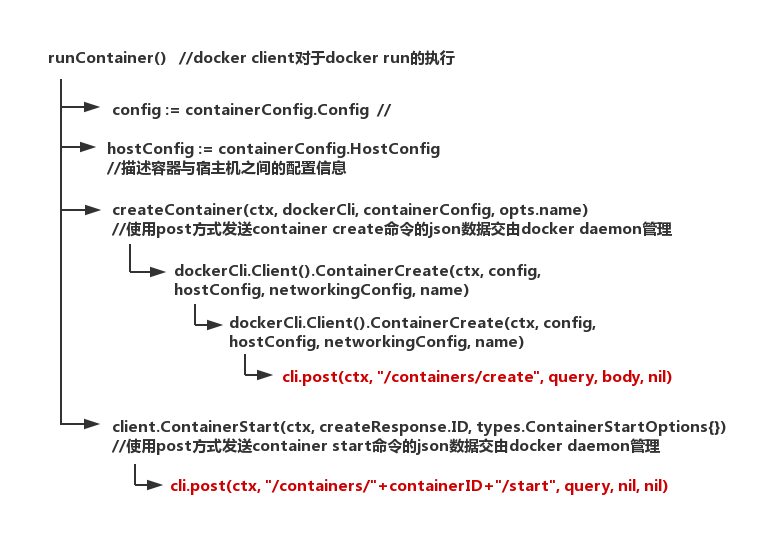 runContainer()   //docker client对于docker run的执行
config := containerConfig.Config  //
hostConfig := containerConfig.HostConfig
//描述容器与宿主机之间的配置信息
createContainer(ctx, dockerCli, containerConfig, opts.name)
//使用post方式发送container create命令的json数据交由docker daemon管理
dockerCli.Client().ContainerCreate(ctx, config,
hostConfig, networkingConfig, name)
dockerCli.Client().ContainerCreate(ctx, config,
hostConfig, networkingConfig, name)
cli.post(ctx, "/containers/create", query, body, nil)
client.ContainerStart(ctx, createResponse.ID, types.ContainerStartOptions{})
//使用post方式发送container start命令的json数据交由docker daemon管理
cli.post(ctx, "/containers/"+containerID+"/start", query, nil, nil)